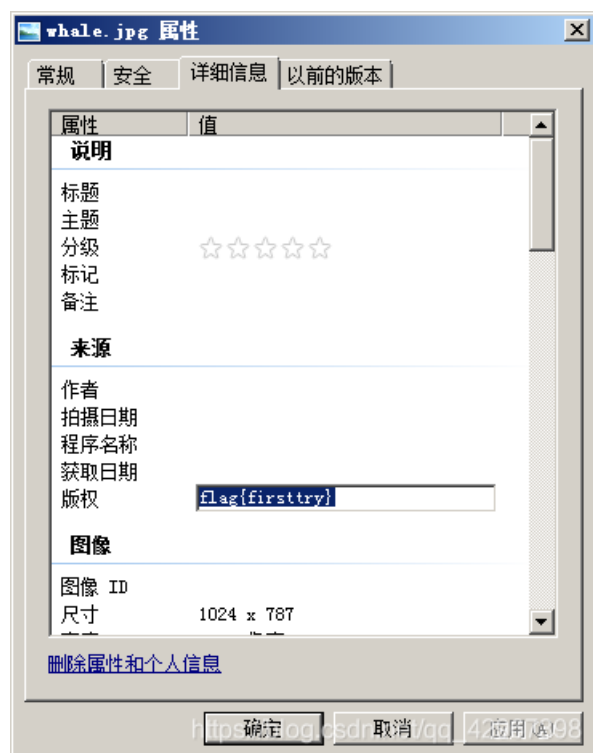 whale.jpg 属性
常规 安全 详细信息 以前的版本
属性 值
说明
标题
主题
分级
标记
备注
来源
作者
拍摄日期
程序名称
获取日期
版权 flag{firsttry}
图像
图像 ID
尺寸 1024 x 787
删除属性和个人信息
确定 取消 应用(A)